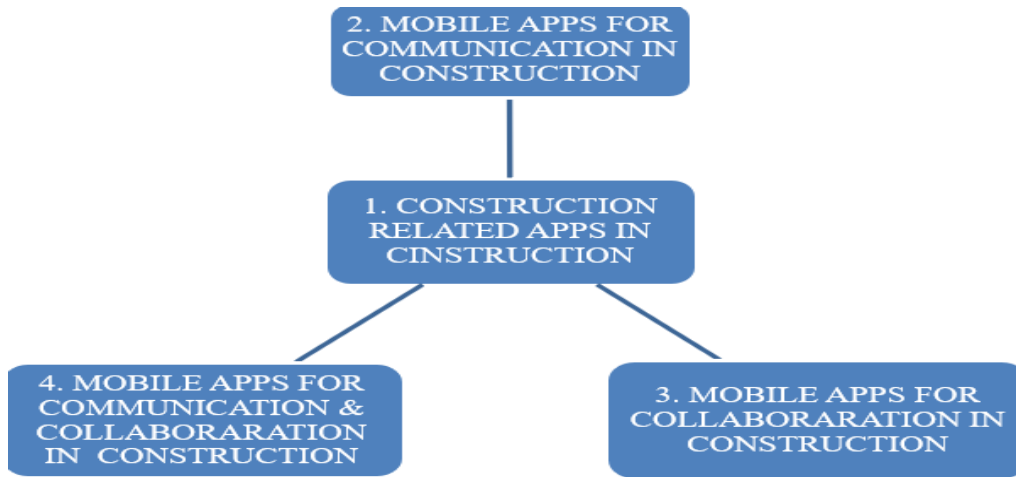 2. MOBILE APPS FOR
COMMUNICATION IN
CONSTRUCTION
1. CONSTRUCTION
RELATED APPS IN
CINSTRUCTION
4. MOBILE APPS FOR
COMMUNICATION &
COLLABORARATION
IN CONSTRUCTION
3. MOBILE APPS FOR
COLLABORARATION IN
CONSTRUCTION